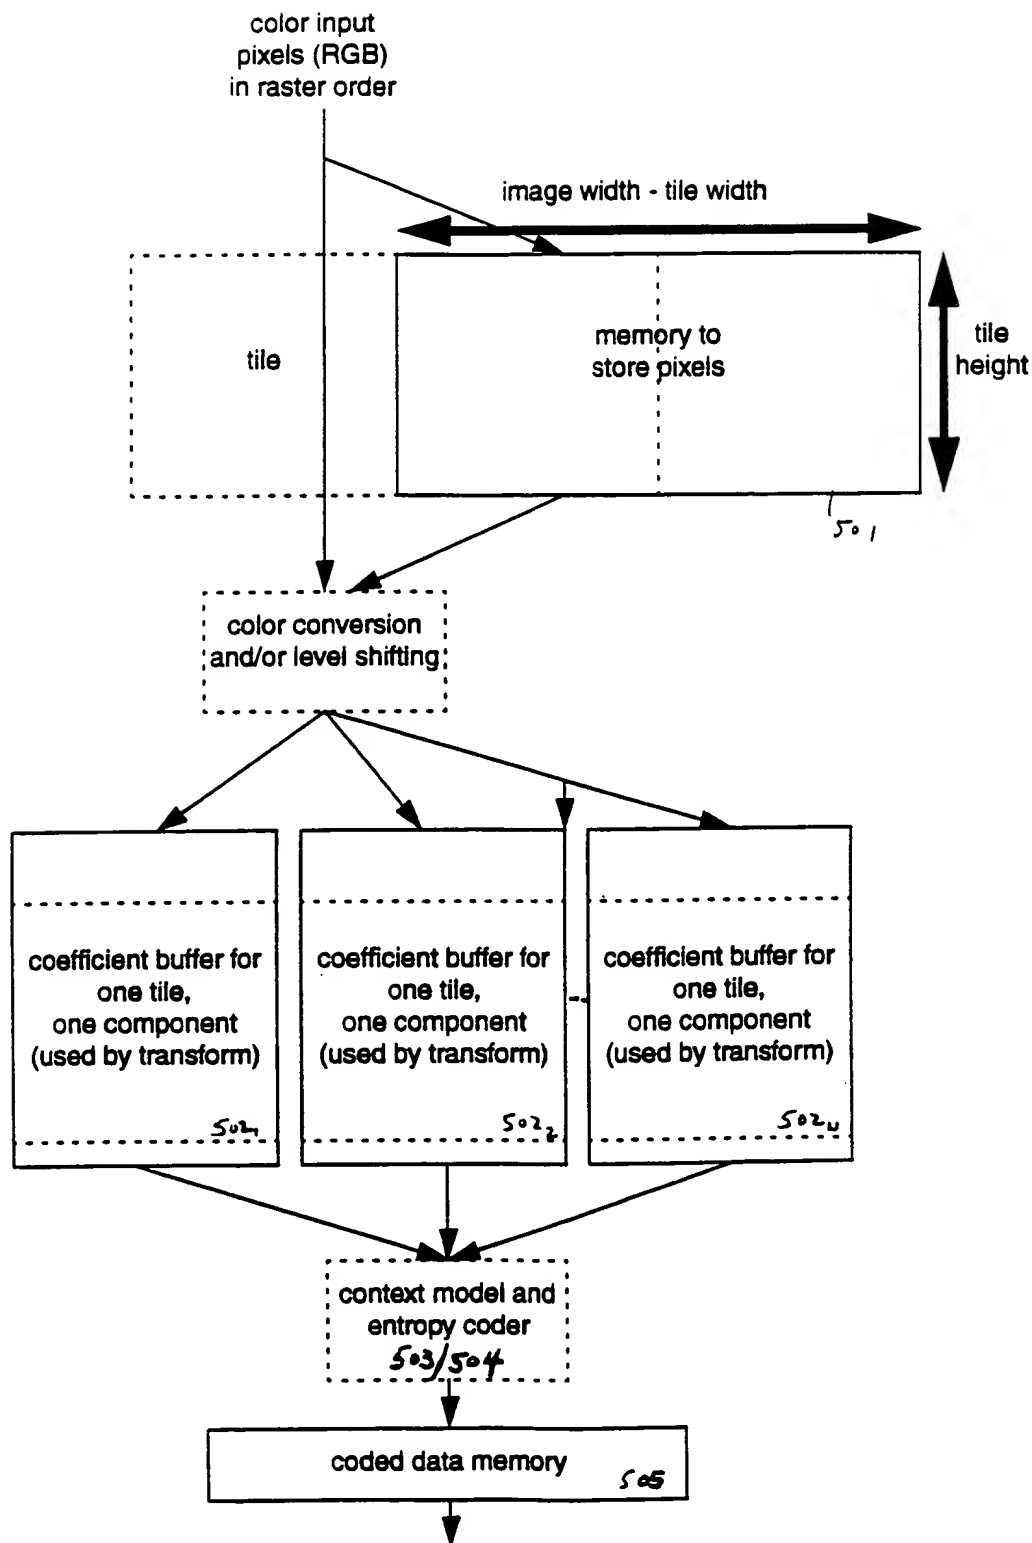 color input
pixels (RGB)
in raster order
image width - tile width
tile
memory to
store pixels
tile
height
501
color conversion
and/or level shifting
coefficient buffer for
one tile,
one component
(used by transform)
502₁
coefficient buffer for
one tile,
one component
(used by transform)
502₂
coefficient buffer for
one tile,
one component
(used by transform)
502N
context model and
entropy coder
503/504
coded data memory
505